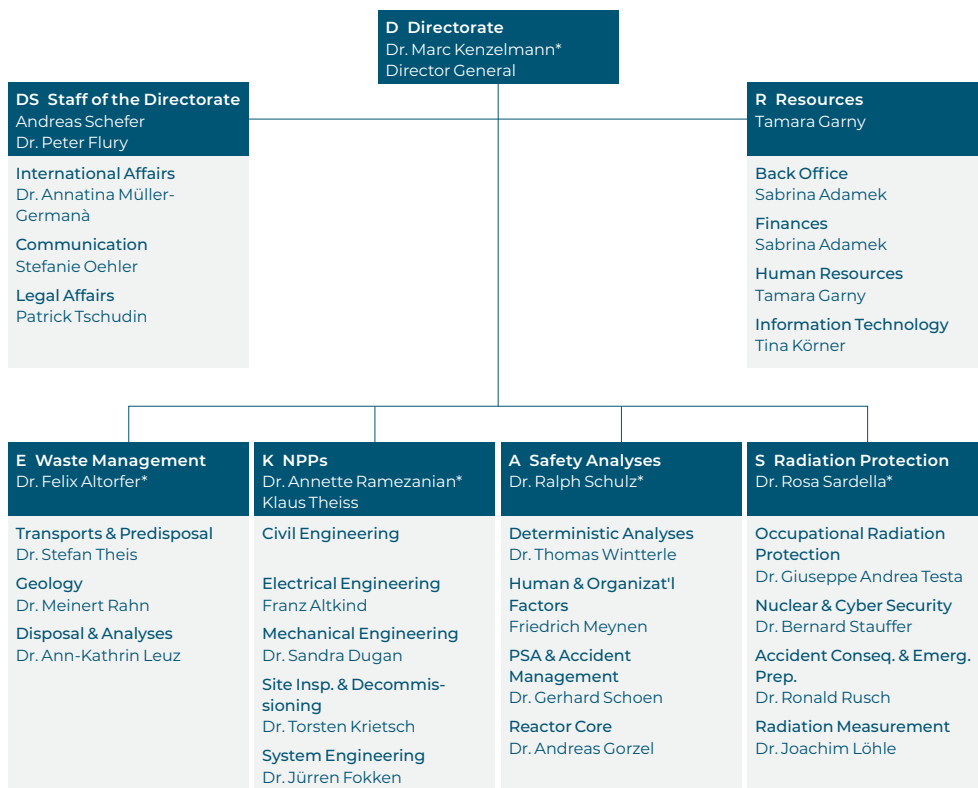 D Directorate
Dr. Marc Kenzelmann*
Director General
DS Staff of the Directorate
Andreas Schefer
Dr. Peter Flury
International Affairs
Dr. Annatina Müller-
Germanà
Communication
Stefanie Oehler
Legal Affairs
Patrick Tschudin
R Resources
Tamara Garny
Back Office
Sabrina Adamek
Finances
Sabrina Adamek
Human Resources
Tamara Garny
Information Technology
Tina Körner
E Waste Management
Dr. Felix Altorfer*
Transports & Predisposal
Dr. Stefan Theis
Geology
Dr. Meinert Rahn
Disposal & Analyses
Dr. Ann-Kathrin Leuz
K NPPs
Dr. Annette Ramezanian*
Klaus Theiss
Civil Engineering
Electrical Engineering
Franz Altkind
Mechanical Engineering
Dr. Sandra Dugan
Site Insp. & Decommis-
sioning
Dr. Torsten Krietsch
System Engineering
Dr. Jürren Fokken
A Safety Analyses
Dr. Ralph Schulz*
Deterministic Analyses
Dr. Thomas Wintterle
Human & Organizat'l
Factors
Friedrich Meynen
PSA & Accident
Management
Dr. Gerhard Schoen
Reactor Core
Dr. Andreas Gorzel
S Radiation Protection
Dr. Rosa Sardella*
Occupational Radiation
Protection
Dr. Giuseppe Andrea Testa
Nuclear & Cyber Security
Dr. Bernard Stauffer
Accident Conseq. & Emerg.
Prep.
Dr. Ronald Rusch
Radiation Measurement
Dr. Joachim Löhle